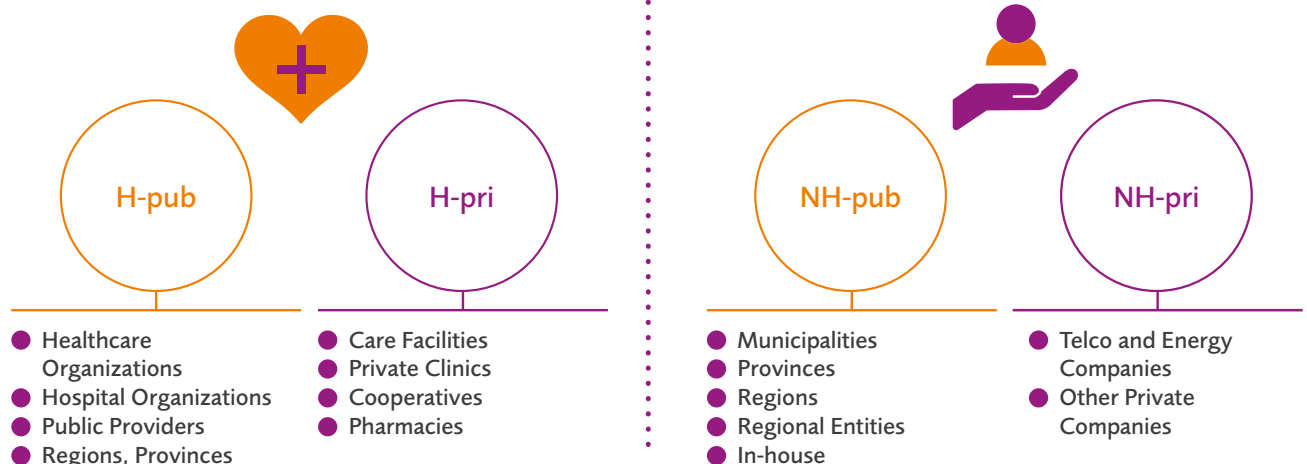 H-pub
Healthcare
Organizations
Hospital Organizations
Public Providers
Regions, Provinces
H-pri
Care Facilities
Private Clinics
Cooperatives
Pharmacies
NH-pub
Municipalities
Provinces
Regions
Regional Entities
In-house
NH-pri
Telco and Energy
Companies
Other Private
Companies